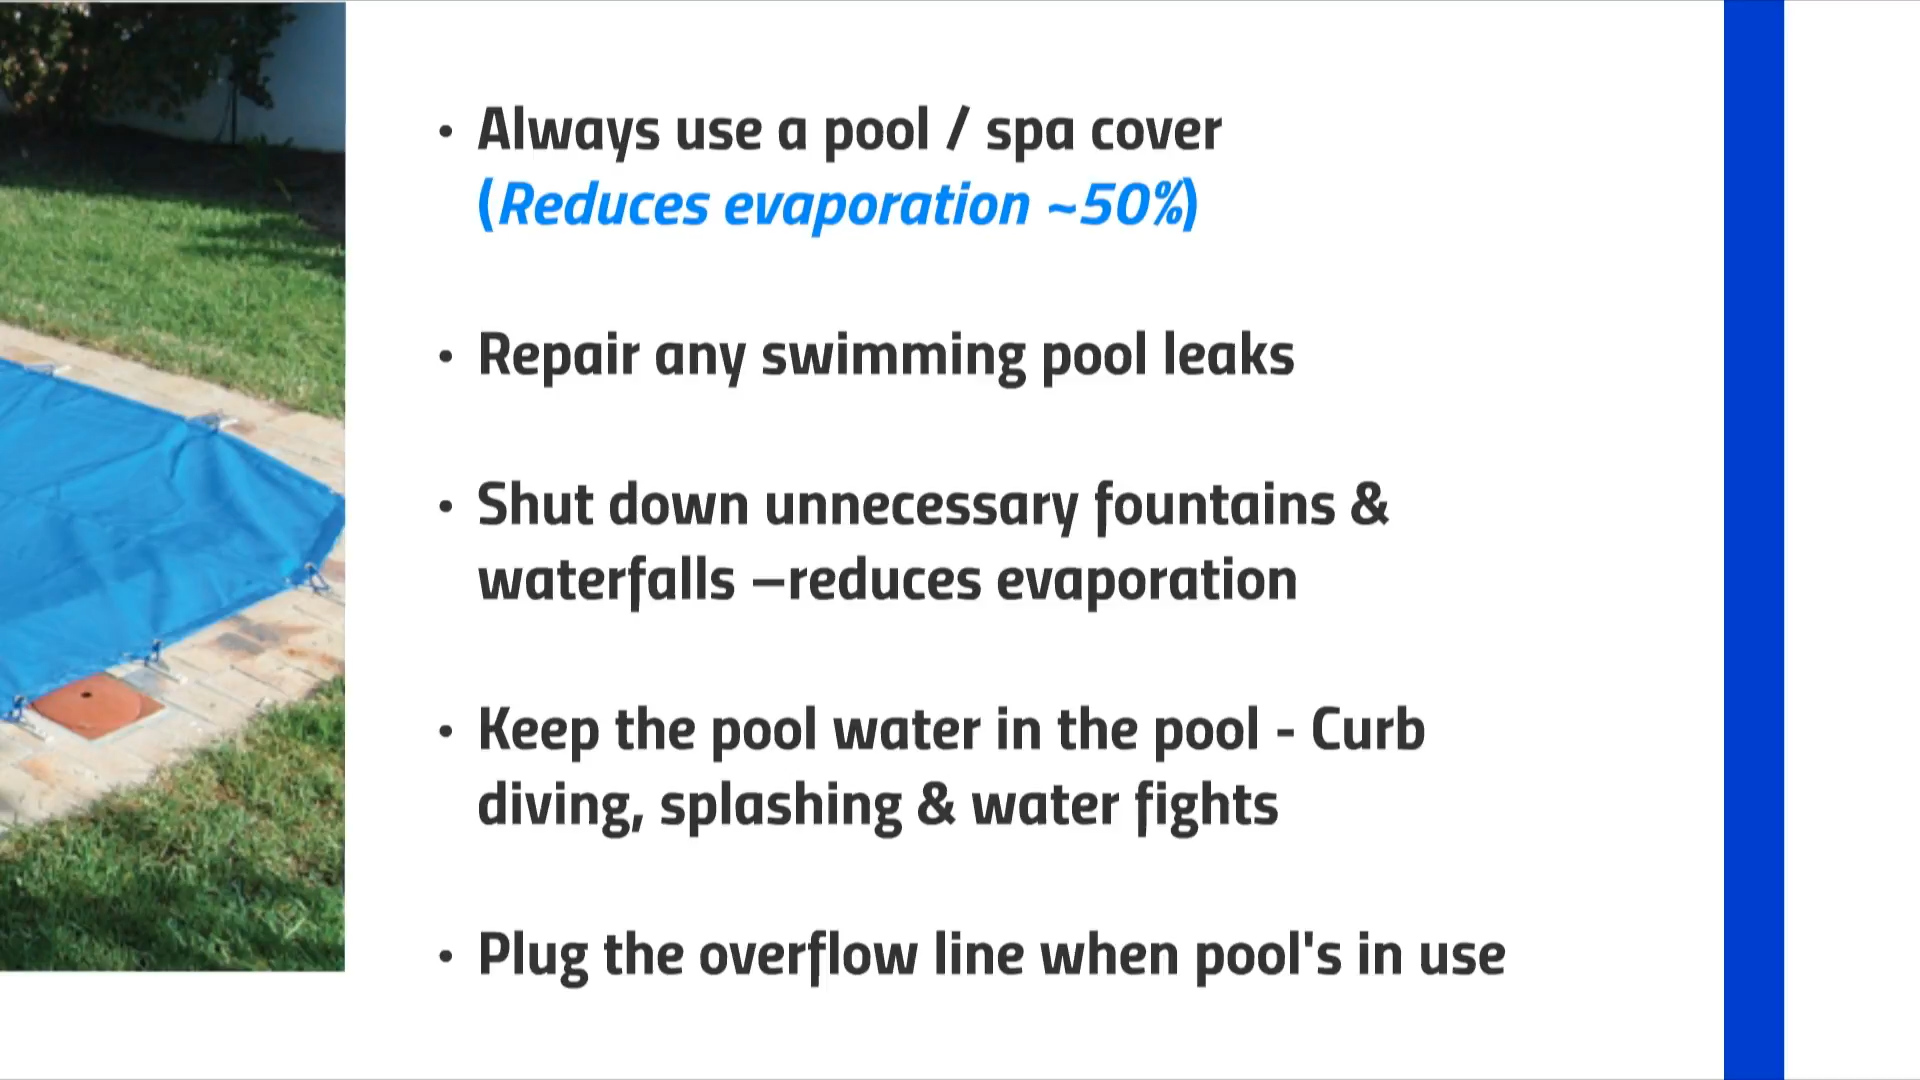 • Always use a pool / spa cover
(Reduces evaporation ~50%)
• Repair any swimming pool leaks
• Shut down unnecessary fountains &
waterfalls –reduces evaporation
• Keep the pool water in the pool - Curb
diving, splashing & water fights
• Plug the overflow line when pool's in use